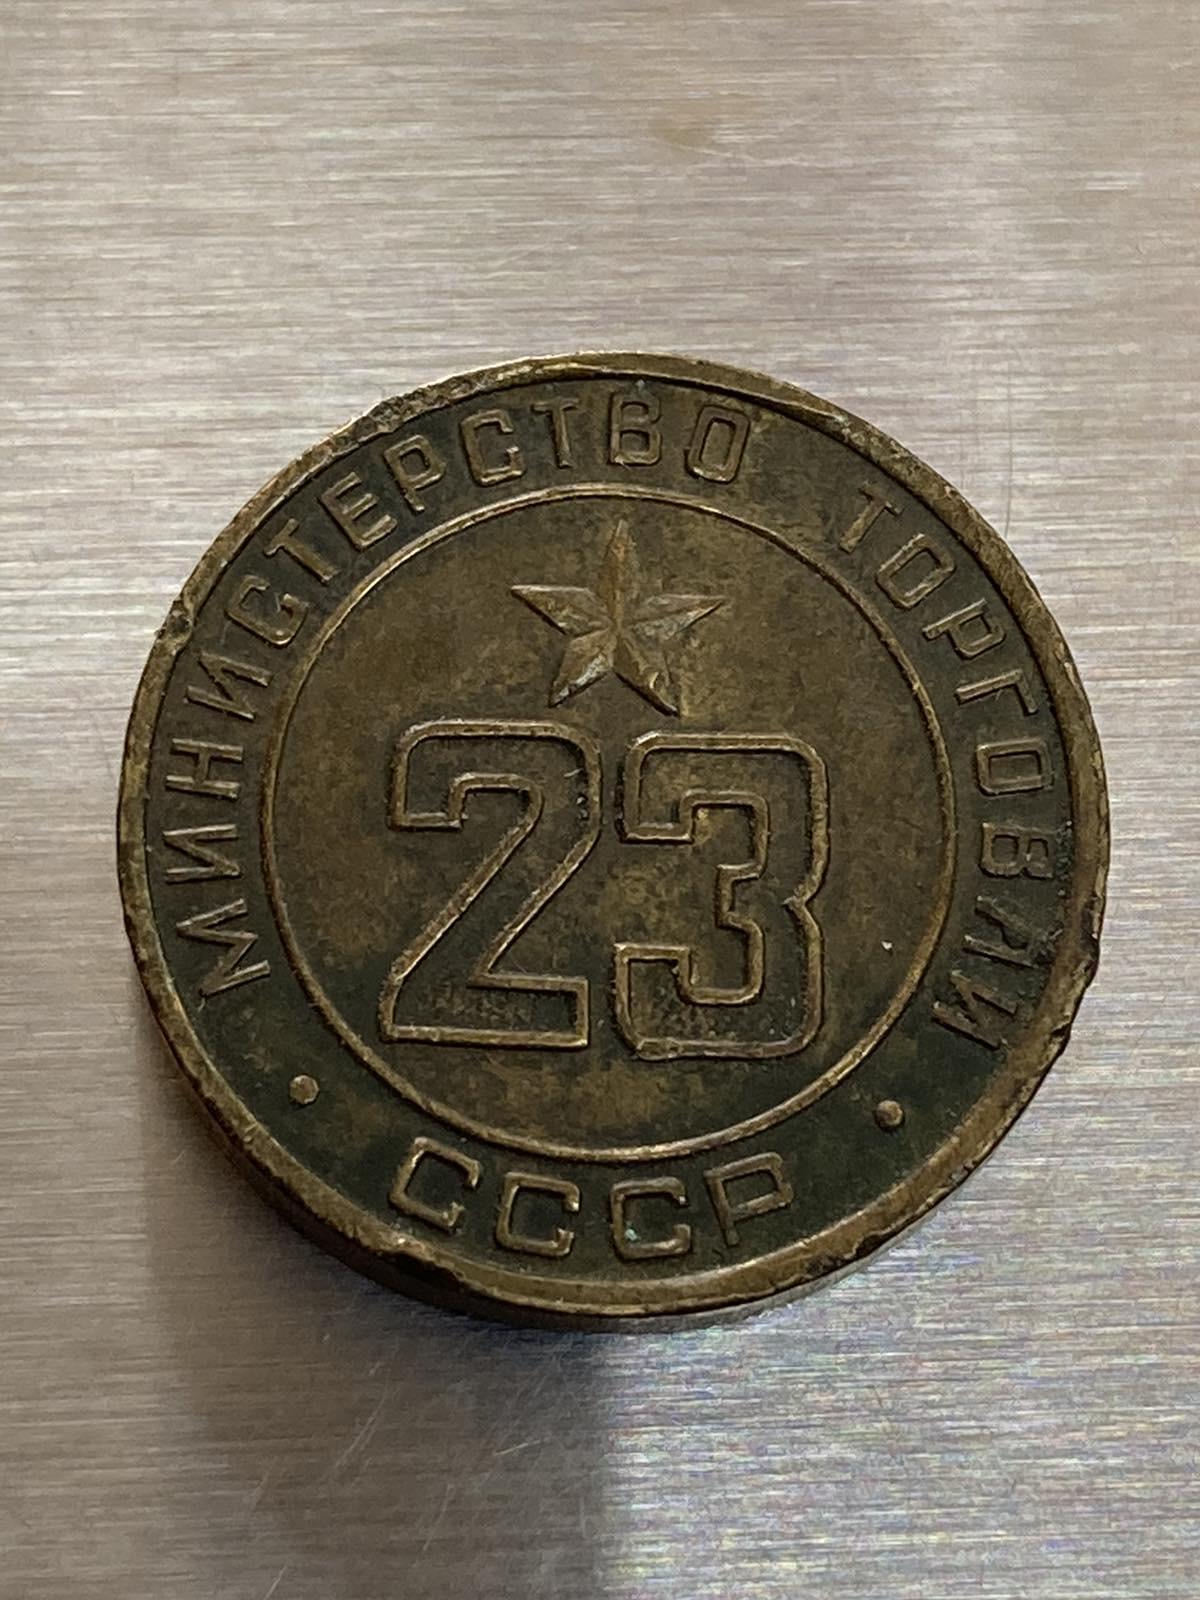 МИНИСТЕРСТВО ТОРГОВЛИ
23
• СССР •